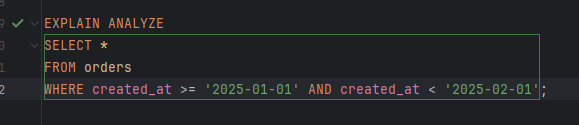 EXPLAIN ANALYZE
SELECT *
FROM orders
WHERE created_at >= '2025-01-01' AND created_at < '2025-02-01';